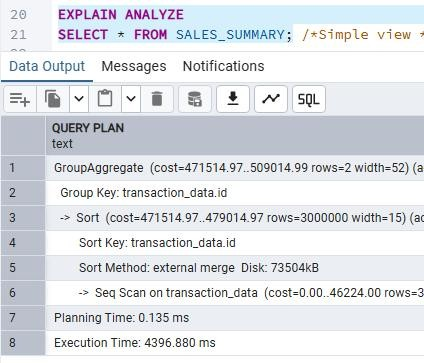 20 EXPLAIN ANALYZE
21 SELECT * FROM SALES_SUMMARY; /*Simple view *
Data Output Messages Notifications
SQL
QUERY PLAN
text
1 GroupAggregate (cost=471514.97..509014.99 rows=2 width=52) (a
2 Group Key: transaction_data.id
3 -> Sort (cost=471514.97..479014.97 rows=3000000 width=15) (a
4 Sort Key: transaction_data.id
5 Sort Method: external merge Disk: 73504kB
6 -> Seq Scan on transaction_data (cost=0.00..46224.00 rows=3
7 Planning Time: 0.135 ms
8 Execution Time: 4396.880 ms